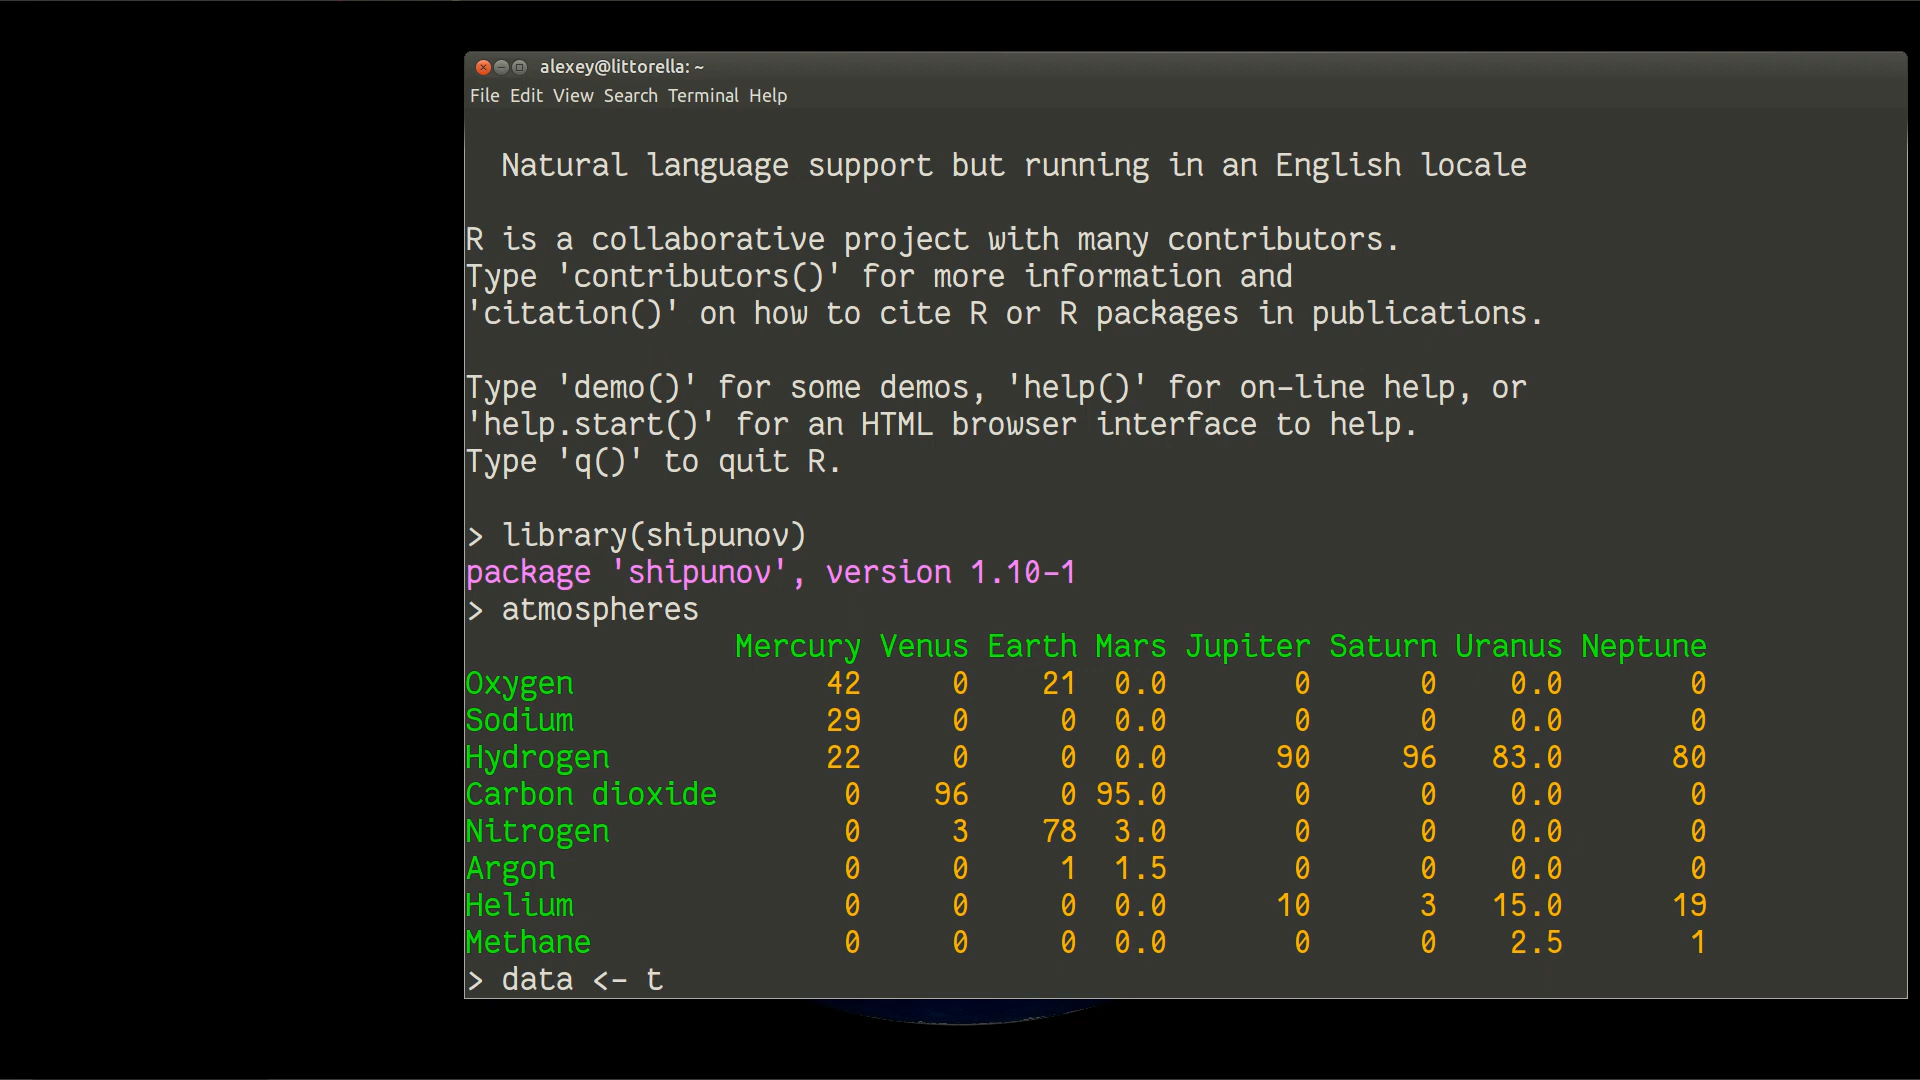 alexey@littorella: ~
File Edit View Search Terminal Help
Natural language support but running in an English locale
R is a collaborative project with many contributors.
Type 'contributors()' for more information and
'citation()' on how to cite R or R packages in publications.
Type 'demo()' for some demos, 'help()' for on-line help, or
'help.start()' for an HTML browser interface to help.
Type 'q()' to quit R.
> library(shipunov)
package 'shipunov', version 1.10-1
> atmospheres
Mercury Venus Earth Mars Jupiter Saturn Uranus Neptune
Oxygen 42 0 21 0.0 0 0 0.0 0
Sodium 29 0 0 0.0 0 0 0.0 0
Hydrogen 22 0 0 0.0 90 96 83.0 80
Carbon dioxide 0 96 0 95.0 0 0 0.0 0
Nitrogen 0 3 78 3.0 0 0 0.0 0
Argon 0 0 1 1.5 0 0 0.0 0
Helium 0 0 0 0.0 10 3 15.0 19
Methane 0 0 0 0.0 0 0 2.5 1
> data <- t